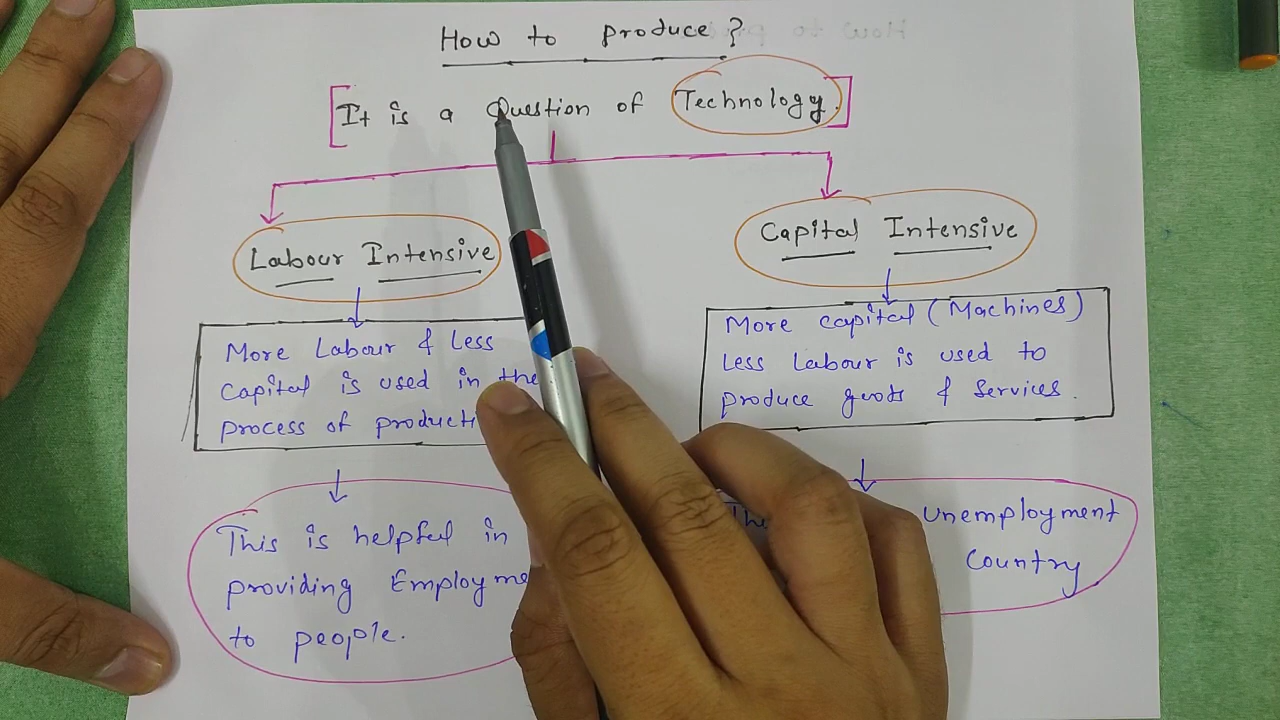 How to produce ?
It is a Question of Technology.
Labour Intensive
More Labour & Less
Capital is used in the
process of producti
This is helpful in
providing Employme
to people.
Capital Intensive
More capital (Machines)
Less Labour is used to
produce goods & Services.
Unemployment
Country